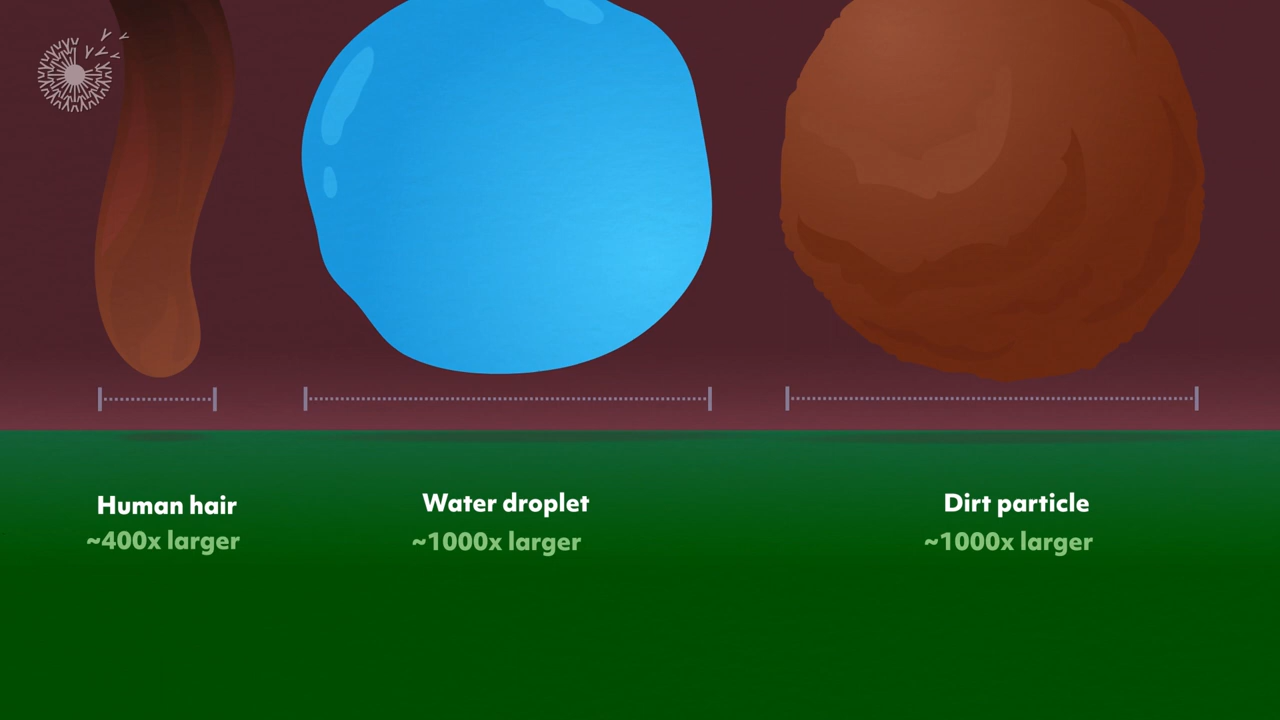 Human hair
~400x larger
Water droplet
~1000x larger
Dirt particle
~1000x larger